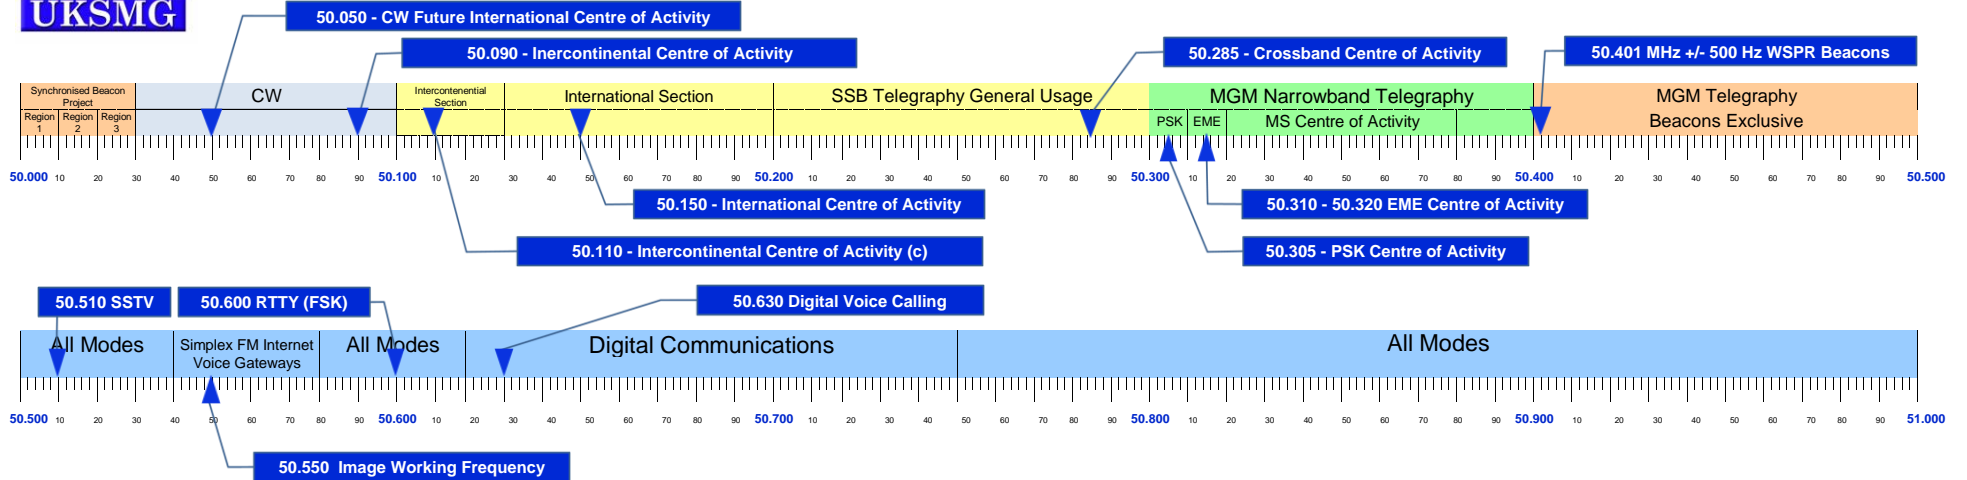 UKSMG
50.050 - CW Future International Centre of Activity
50.090 - Inercontinental Centre of Activity
50.285 - Crossband Centre of Activity
50.401 MHz +/- 500 Hz WSPR Beacons
Synchronised Beacon
Project
Region
1
Region
2
Region
3
CW
Intercontenential
Section
International Section
SSB Telegraphy General Usage
MGM Narrowband Telegraphy
PSK
EME
MS Centre of Activity
MGM Telegraphy
Beacons Exclusive
50.000 10 20 30 40 50 60 70 80 90 50.100 10 20 30 40 50 60 70 80 90 50.200 10 20 30 40 50 60 70 80 90 50.300 10 20 30 40 50 60 70 80 90 50.400 10 20 30 40 50 60 70 80 90 50.500
50.150 - International Centre of Activity
50.310 - 50.320 EME Centre of Activity
50.110 - Intercontinental Centre of Activity (c)
50.305 - PSK Centre of Activity
50.510 SSTV
50.600 RTTY (FSK)
50.630 Digital Voice Calling
All Modes
Simplex FM Internet
Voice Gateways
All Modes
Digital Communications
All Modes
50.500 10 20 30 40 50 60 70 80 90 50.600 10 20 30 40 50 60 70 80 90 50.700 10 20 30 40 50 60 70 80 90 50.800 10 20 30 40 50 60 70 80 90 50.900 10 20 30 40 50 60 70 80 90 51.000
50.550 Image Working Frequency